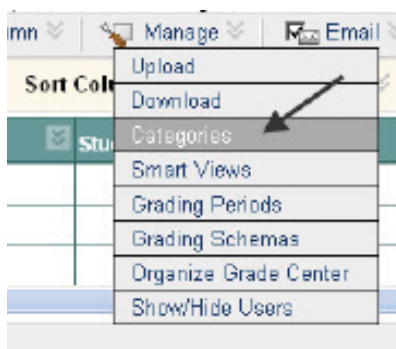 umn Manage Email
Sort Colu
Upload
Download
Categories
Stu
Smart Views
Grading Periods
Grading Schemas
Organize Grade Center
Show/Hide Users